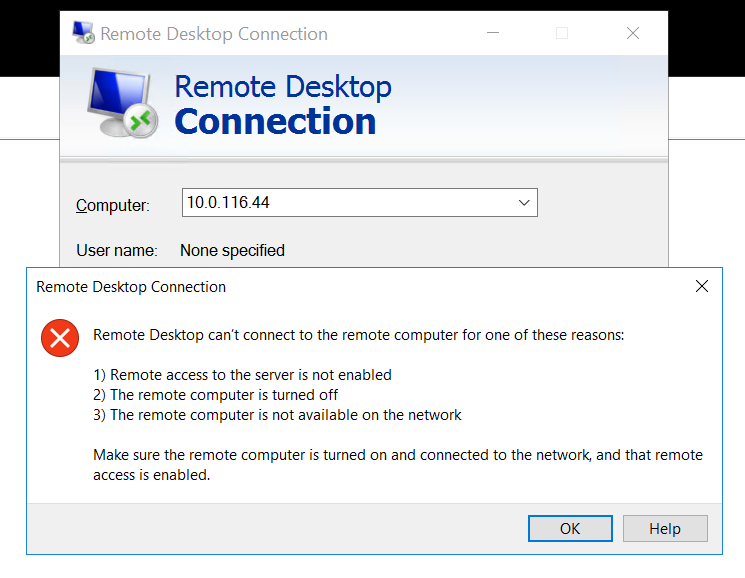 Remote Desktop Connection
Remote Desktop
Connection
Computer:
10.0.116.44
User name:
None specified
Remote Desktop Connection
Remote Desktop can't connect to the remote computer for one of these reasons:
1) Remote access to the server is not enabled
2) The remote computer is turned off
3) The remote computer is not available on the network
Make sure the remote computer is turned on and connected to the network, and that remote
access is enabled.
OK
Help